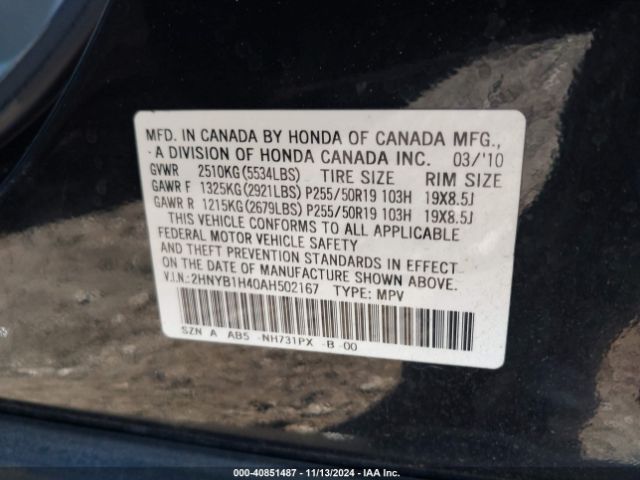 MFD. IN CANADA BY HONDA OF CANADA MFG.,
A DIVISION OF HONDA CANADA INC. 03/'10
GVWR 2510KG(5534LBS) TIRE SIZE RIM SIZE
GAWR F 1325KG(2921LBS) P255/50R19 103H 19X8.5J
GAWR R 1215KG(2679LBS) P255/50R19 103H 19X8.5J
THIS VEHICLE CONFORMS TO ALL APPLICABLE
FEDERAL MOTOR VEHICLE SAFETY
AND THEFT PREVENTION STANDARDS IN EFFECT
ON THE DATE OF MANUFACTURE SHOWN ABOVE.
V.I.N.:2HNYB1H40AH502167 TYPE: MPV
SZN A AB5 -NH731PX -B -00
000-40851487 - 11/13/2024 - IAA Inc.